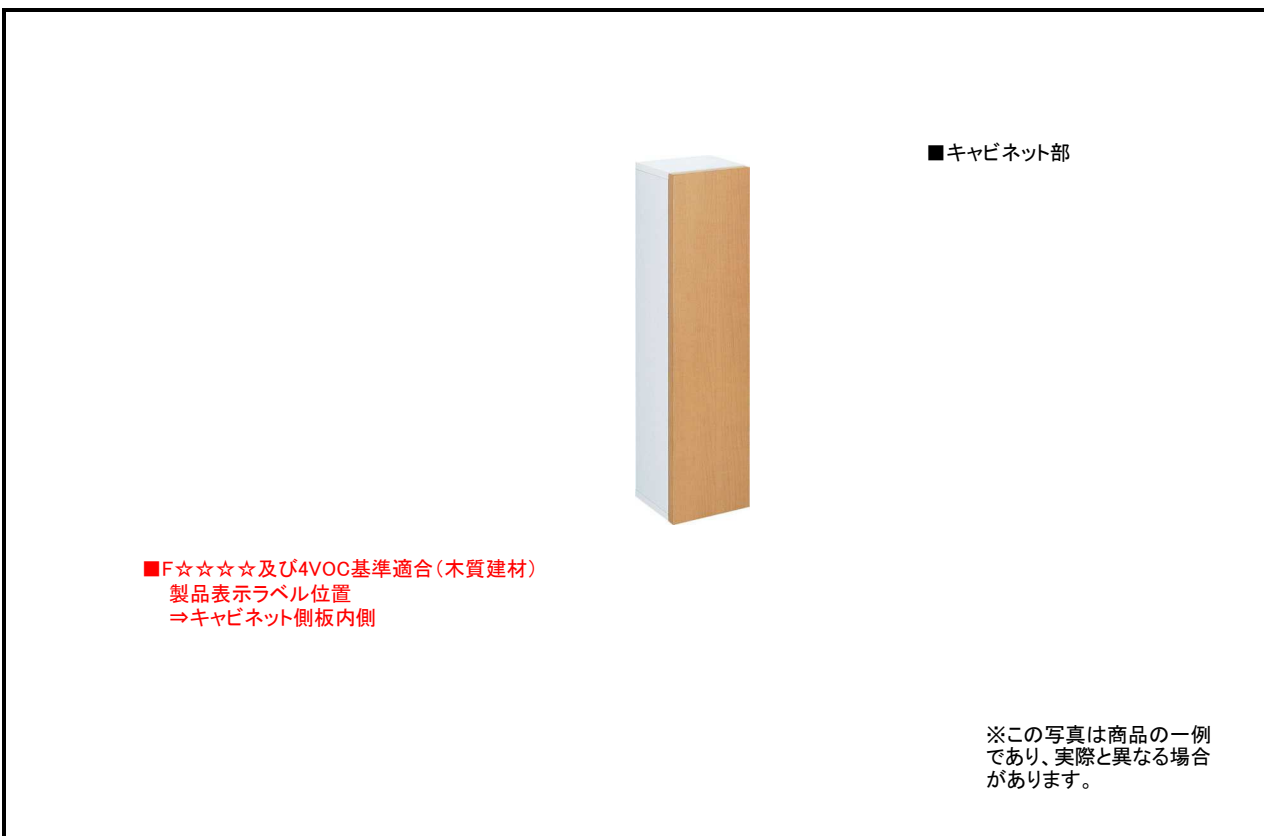 ■キャビネット部
■F☆☆☆☆及び4VOC基準適合(木質建材)
製品表示ラベル位置
⇒キャビネット側板内側
※この写真は商品の一例
であり、実際と異なる場合
があります。